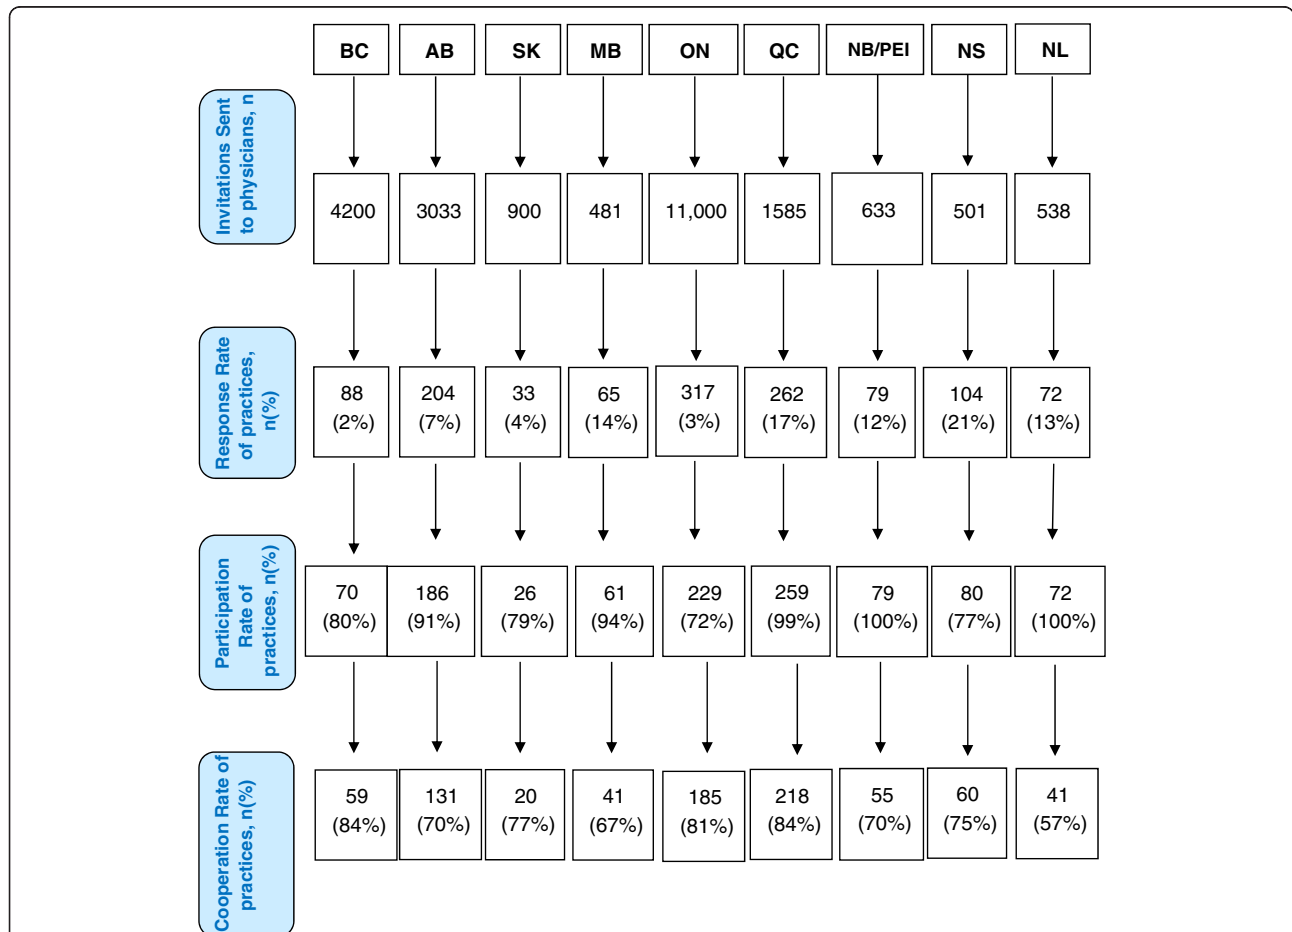 BC AB SK MB ON QC NB/PEI NS NL
Invitations Sent
to physicians, n
4200 3033 900 481 11,000 1585 633 501 538
Response Rate
of practices,
n(%)
88 204 33 65 317 262 79 104 72
(2%) (7%) (4%) (14%) (3%) (17%) (12%) (21%) (13%)
Participation
Rate of
practices, n(%)
70 186 26 61 229 259 79 80 72
(80%) (91%) (79%) (94%) (72%) (99%) (100%) (77%) (100%)
Cooperation Rate of
practices, n(%)
59 131 20 41 185 218 55 60 41
(84%) (70%) (77%) (67%) (81%) (84%) (70%) (75%) (57%)